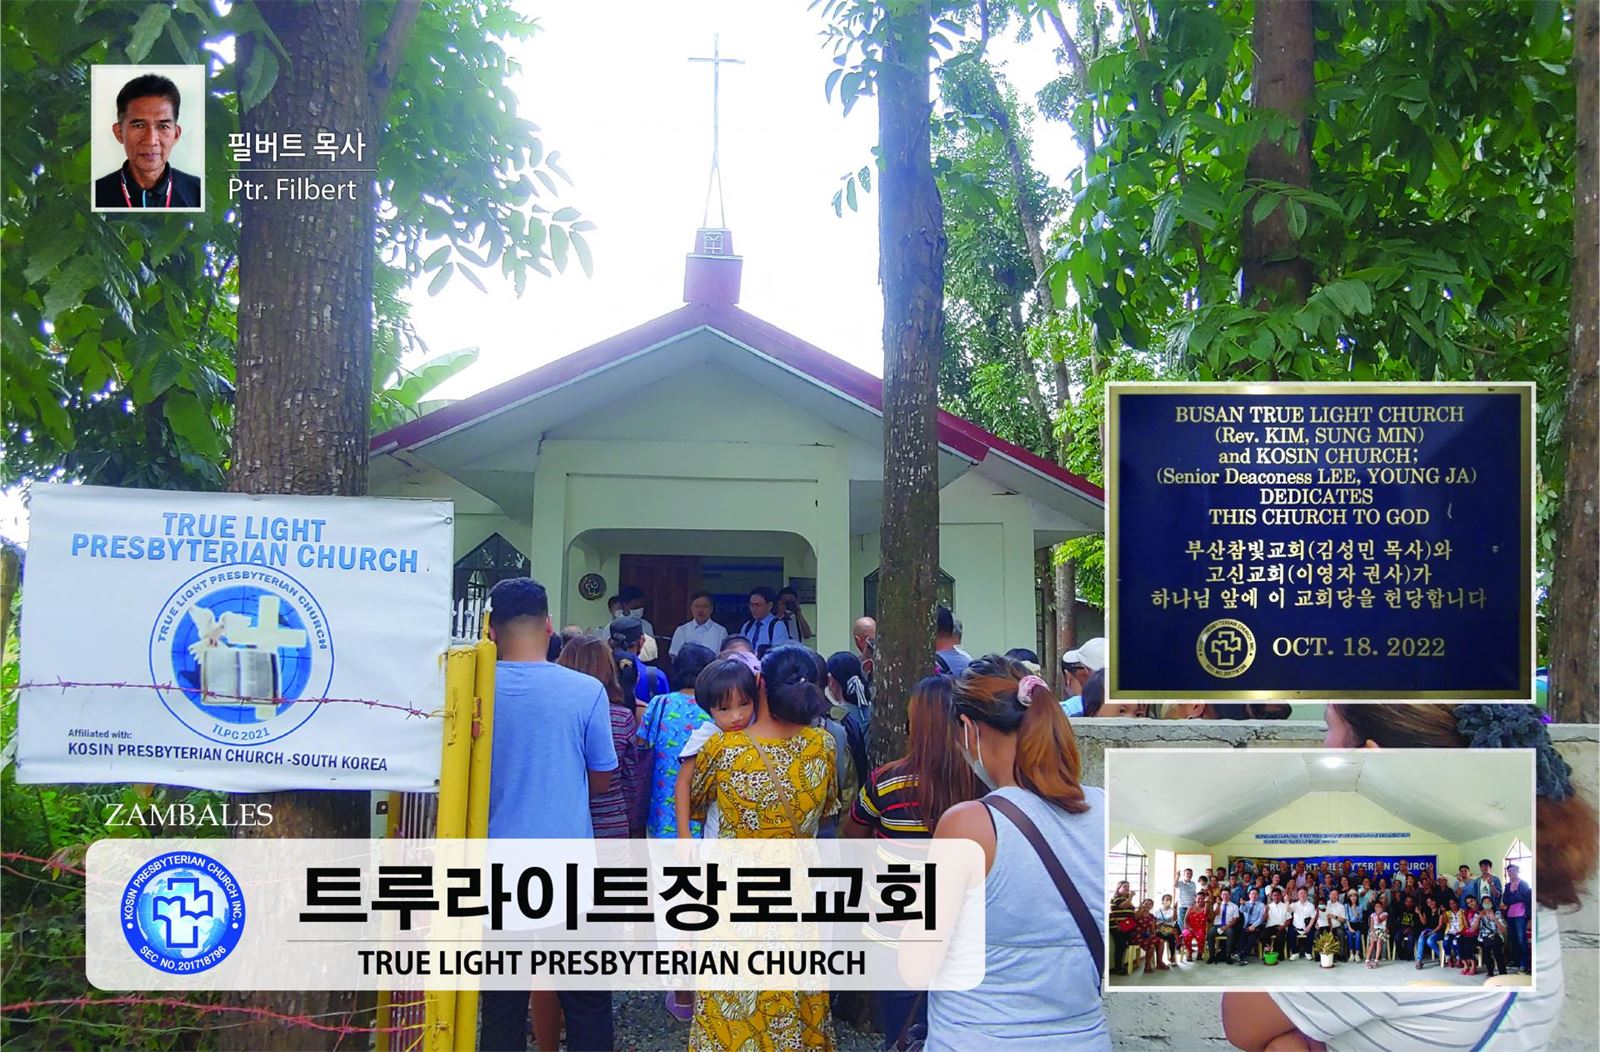 필버트 목사
Ptr. Filbert
BUSAN TRUE LIGHT CHURCH
(Rev. KIM, SUNG MIN)
and KOSIN CHURCH;
(Senior Deaconess LEE, YOUNG JA)
DEDICATES
THIS CHURCH TO GOD
부산참빛교회(김성민 목사)와
고신교회(이영자 권사)가
하나님 앞에 이 교회당을 헌당합니다
OCT. 18. 2022
TRUE LIGHT
PRESBYTERIAN CHURCH
TRUE LIGHT PRESBYTERIAN CHURCH
TLPC 2021
Affiliated with:
KOSIN PRESBYTERIAN CHURCH -SOUTH KOREA
ZAMBALES
KOSIN PRESBYTERIAN CHURCH INC.
SEC NO.201718796
트루라이트장로교회
TRUE LIGHT PRESBYTERIAN CHURCH
TRUE LIGHT PRESBYTERIAN CHURCH